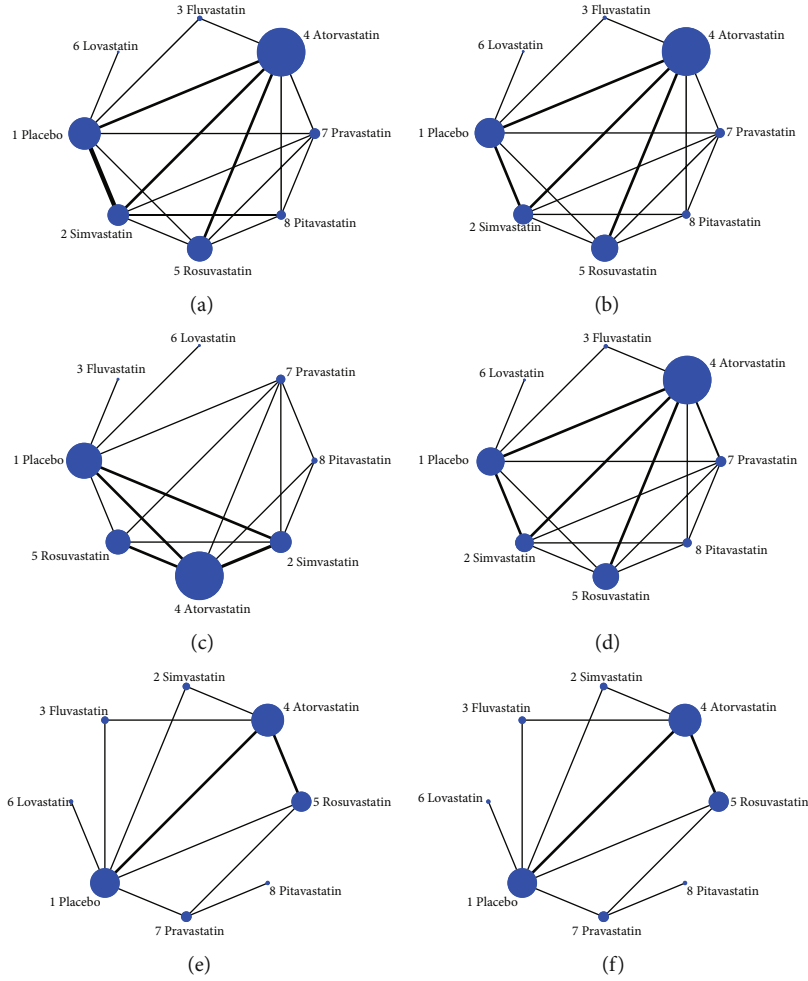 3 Fluvastatin
4 Atorvastatin
6 Lovastatin
1 Placebo
7 Pravastatin
2 Simvastatin
8 Pitavastatin
5 Rosuvastatin
(a)
3 Fluvastatin
4 Atorvastatin
6 Lovastatin
1 Placebo
7 Pravastatin
2 Simvastatin
8 Pitavastatin
5 Rosuvastatin
(b)
6 Lovastatin
3 Fluvastatin
7 Pravastatin
1 Placebo
8 Pitavastatin
5 Rosuvastatin
2 Simvastatin
4 Atorvastatin
(c)
3 Fluvastatin
4 Atorvastatin
6 Lovastatin
1 Placebo
7 Pravastatin
2 Simvastatin
8 Pitavastatin
5 Rosuvastatin
(d)
2 Simvastatin
3 Fluvastatin
4 Atorvastatin
6 Lovastatin
5 Rosuvastatin
1 Placebo
8 Pitavastatin
7 Pravastatin
(e)
2 Simvastatin
3 Fluvastatin
4 Atorvastatin
6 Lovastatin
5 Rosuvastatin
1 Placebo
8 Pitavastatin
7 Pravastatin
(f)